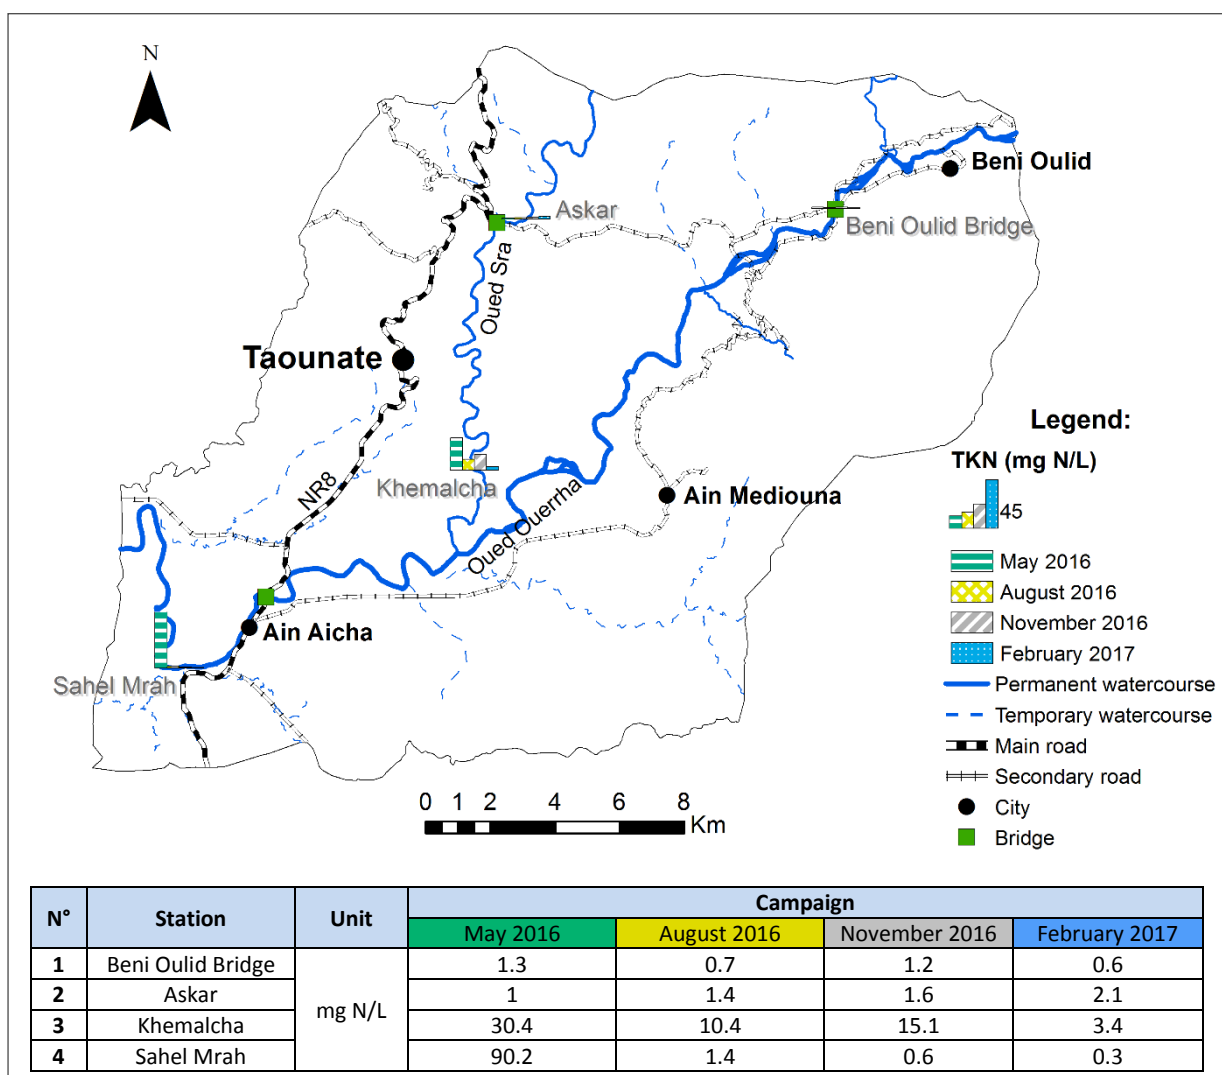 N
Beni Oulid
Askar
Beni Oulid Bridge
Oued Sra
Taounate
Legend:
TKN (mg N/L)
45
Khemalcha
NR8
Ain Mediouna
Oued Ouerrha
May 2016
August 2016
November 2016
February 2017
Ain Aicha
Sahel Mrah
Permanent watercourse
Temporary watercourse
Main road
Secondary road
City
Bridge
0 1 2 4 6 8
Km
N° Station Unit Campaign
May 2016 August 2016 November 2016 February 2017
1 Beni Oulid Bridge mg N/L 1.3 0.7 1.2 0.6
2 Askar 1 1.4 1.6 2.1
3 Khemalcha 30.4 10.4 15.1 3.4
4 Sahel Mrah 90.2 1.4 0.6 0.3